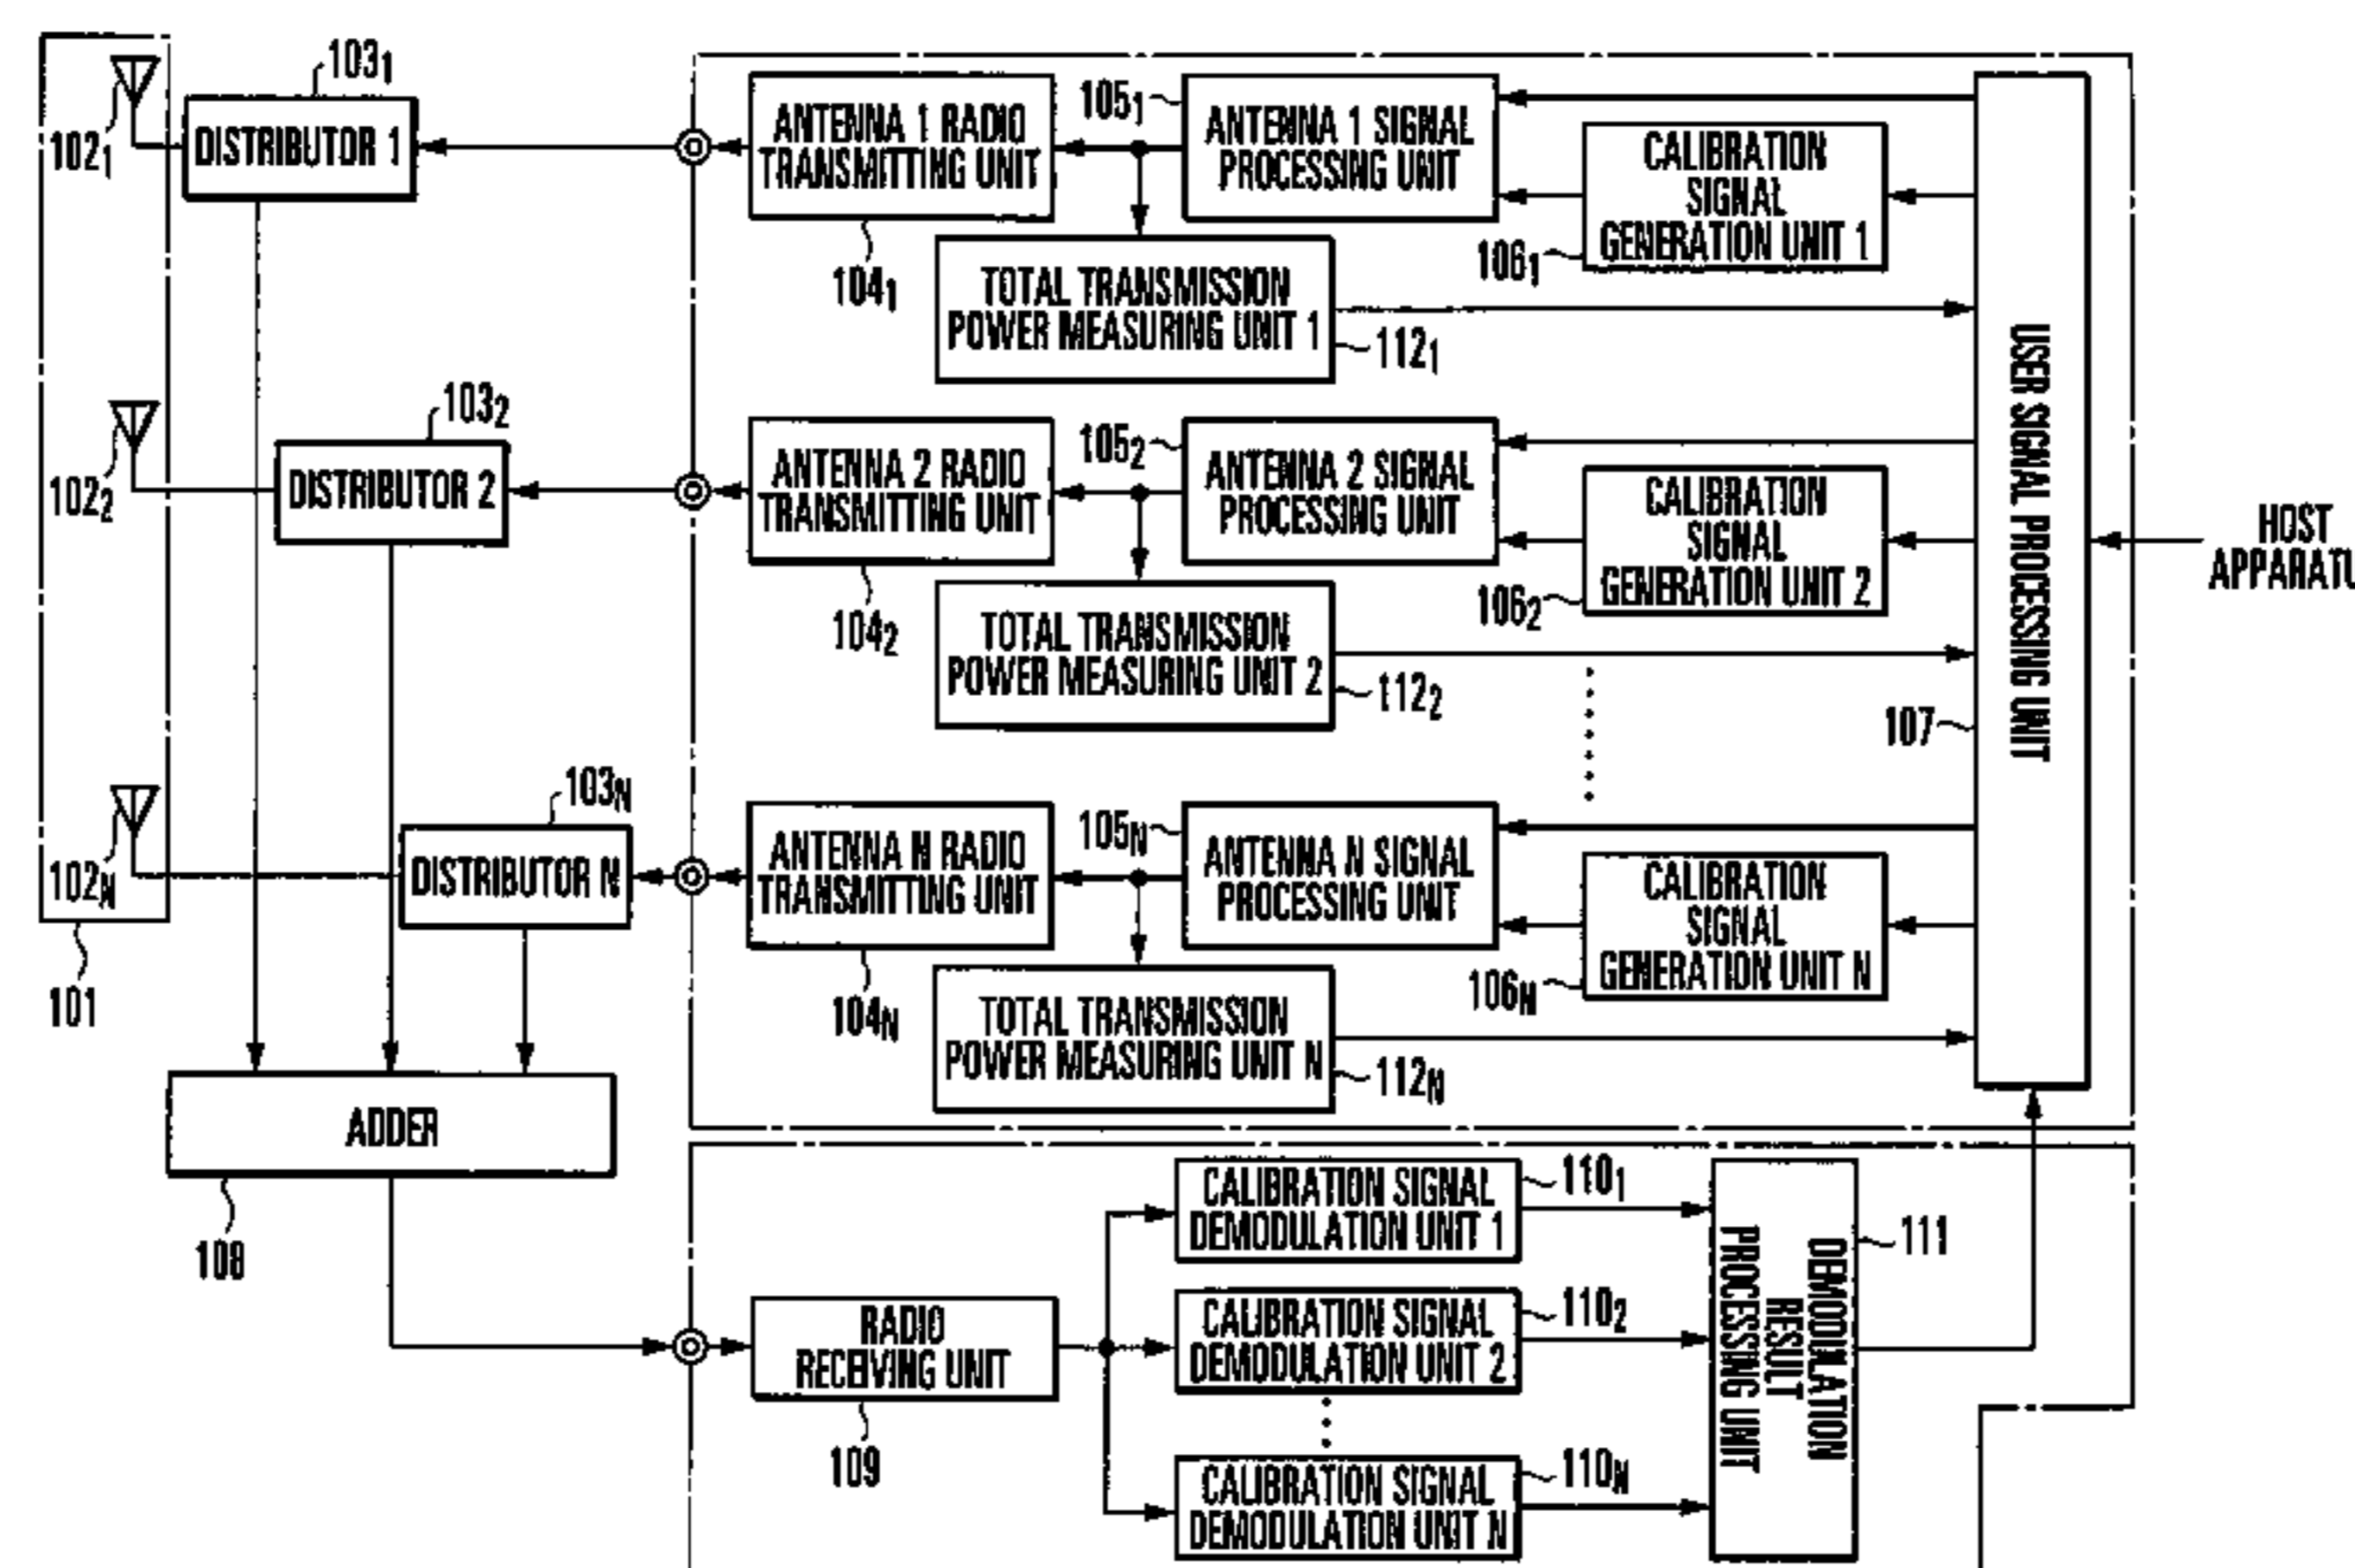 103₁
102₁
DISTRIBUTOR 1
ANTENNA 1 RADIO
TRANSMITTING UNIT
104₁
105₁
ANTENNA 1 SIGNAL
PROCESSING UNIT
CALIBRATION
SIGNAL
GENERATION UNIT 1
106₁
TOTAL TRANSMISSION
POWER MEASURING UNIT 1
112₁
USER SIGNAL PROCESSING UNIT
107
HOST
APPARATU
103₂
102₂
DISTRIBUTOR 2
ANTENNA 2 RADIO
TRANSMITTING UNIT
104₂
105₂
ANTENNA 2 SIGNAL
PROCESSING UNIT
CALIBRATION
SIGNAL
GENERATION UNIT 2
106₂
TOTAL TRANSMISSION
POWER MEASURING UNIT 2
112₂
103N
102N
101
DISTRIBUTOR N
ANTENNA N RADIO
TRANSMITTING UNIT
104N
105N
ANTENNA N SIGNAL
PROCESSING UNIT
CALIBRATION
SIGNAL
GENERATION UNIT N
106N
TOTAL TRANSMISSION
POWER MEASURING UNIT N
112N
ADDER
108
RADIO
RECEIVING UNIT
109
CALIBRATION SIGNAL
DEMODULATION UNIT 1
110₁
CALIBRATION SIGNAL
DEMODULATION UNIT 2
110₂
CALIBRATION SIGNAL
DEMODULATION UNIT N
110N
DEMODULATION
RESULT
PROCESSING UNIT
111